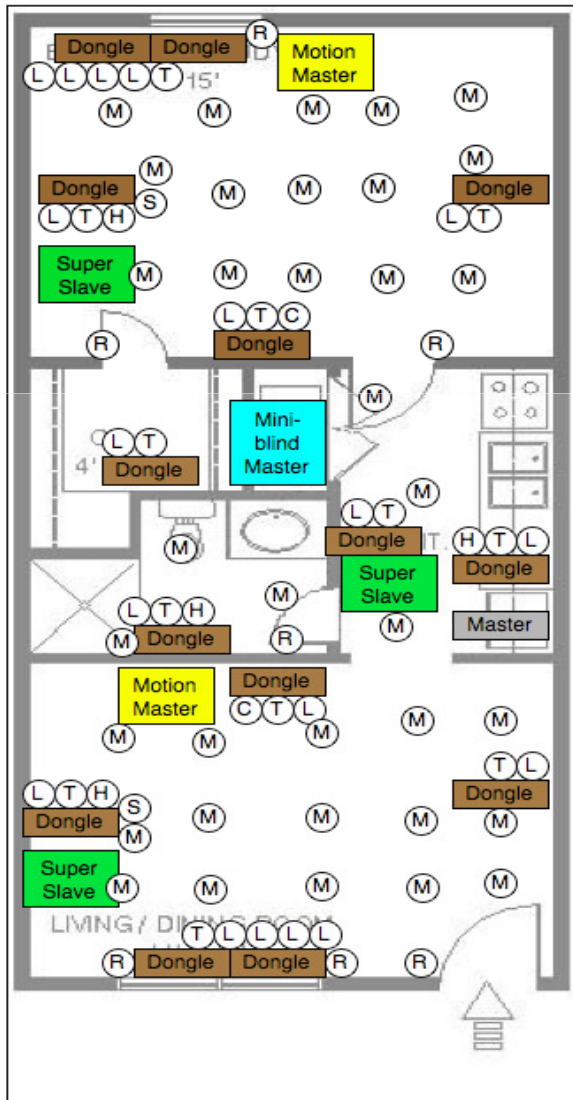 Dongle Dongle R Motion
Master
L L L L T 15'
M M M M M
M M
Dongle M M M Dongle
L T H S L T
Super
Slave M M M M M
L T C
R Dongle R
M
L T Mini-
blind
Master
4' Dongle
M
L T
Dongle T. H T L
Dongle
M
Super
Slave
M
L T H
Dongle M
M R M Master
Motion
Master Dongle
C T L
M M M M M
T L
L T H S Dongle
Dongle M M M M M
Super
Slave M M M M M
LIVING / DINING ROOM
T L L L L
R Dongle Dongle R R